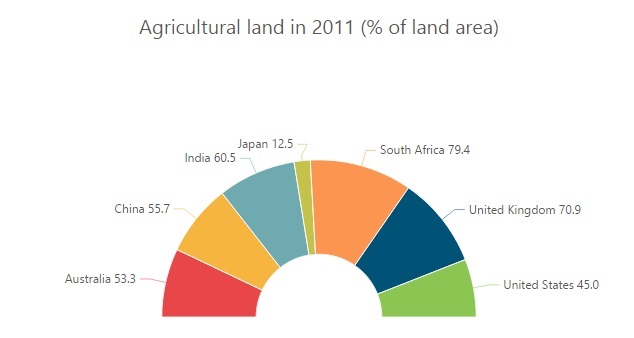 Agricultural land in 2011 (% of land area)
Japan 12.5
South Africa 79.4
India 60.5
China 55.7
United Kingdom 70.9
Australia 53.3
United States 45.0